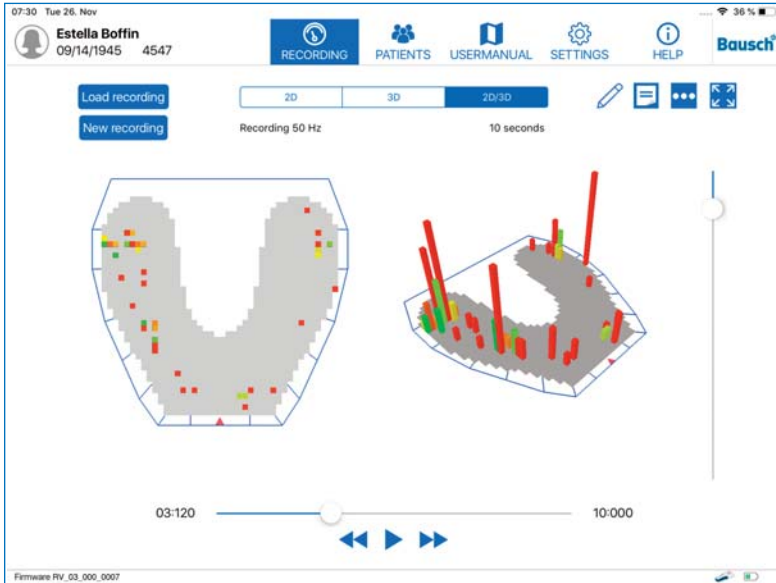 07:30 Tue 26. Nov
36 %
Estella Boffin
09/14/1945 4547
RECORDING
PATIENTS
USERMANUAL
SETTINGS
HELP
Bausch®
Load recording
2D
3D
2D/3D
New recording
Recording 50 Hz
10 seconds
03:120
10:000
Firmware RV_03_000_0007